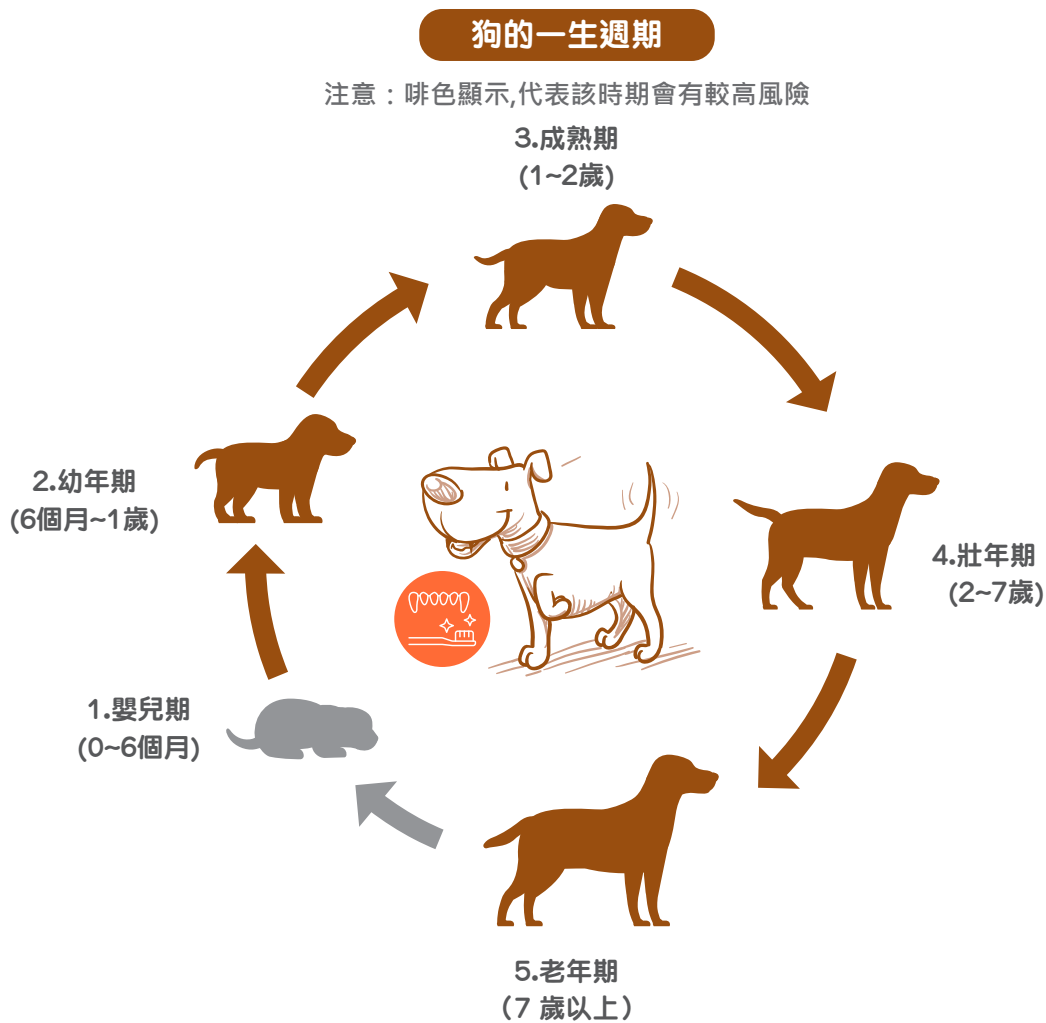 狗的一生週期
注意：啡色顯示,代表該時期會有較高風險
3.成熟期
(1~2歲)
2.幼年期
(6個月~1歲)
4.壯年期
(2~7歲)
1.嬰兒期
(0~6個月)
5.老年期
（7 歲以上）